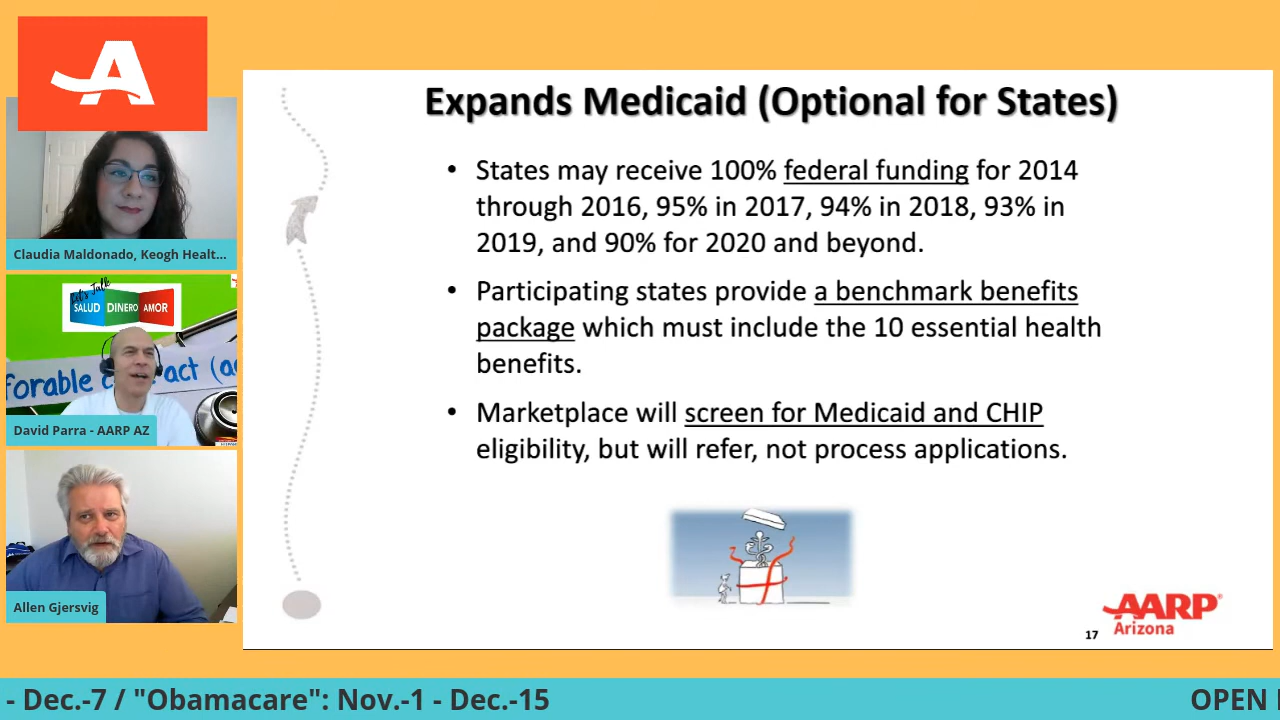 A
Expands Medicaid (Optional for States)
• States may receive 100% federal funding for 2014
through 2016, 95% in 2017, 94% in 2018, 93% in
2019, and 90% for 2020 and beyond.
• Participating states provide a benchmark benefits
package which must include the 10 essential health
benefits.
• Marketplace will screen for Medicaid and CHIP
eligibility, but will refer, not process applications.
AARP®
Arizona
17
Claudia Maldonado, Keogh Healt...
Let's Talk
SALUD DINERO AMOR
forable c act (a
David Parra - AARP AZ
Allen Gjersvig
- Dec.-7 / "Obamacare": Nov.-1 - Dec.-15
OPEN